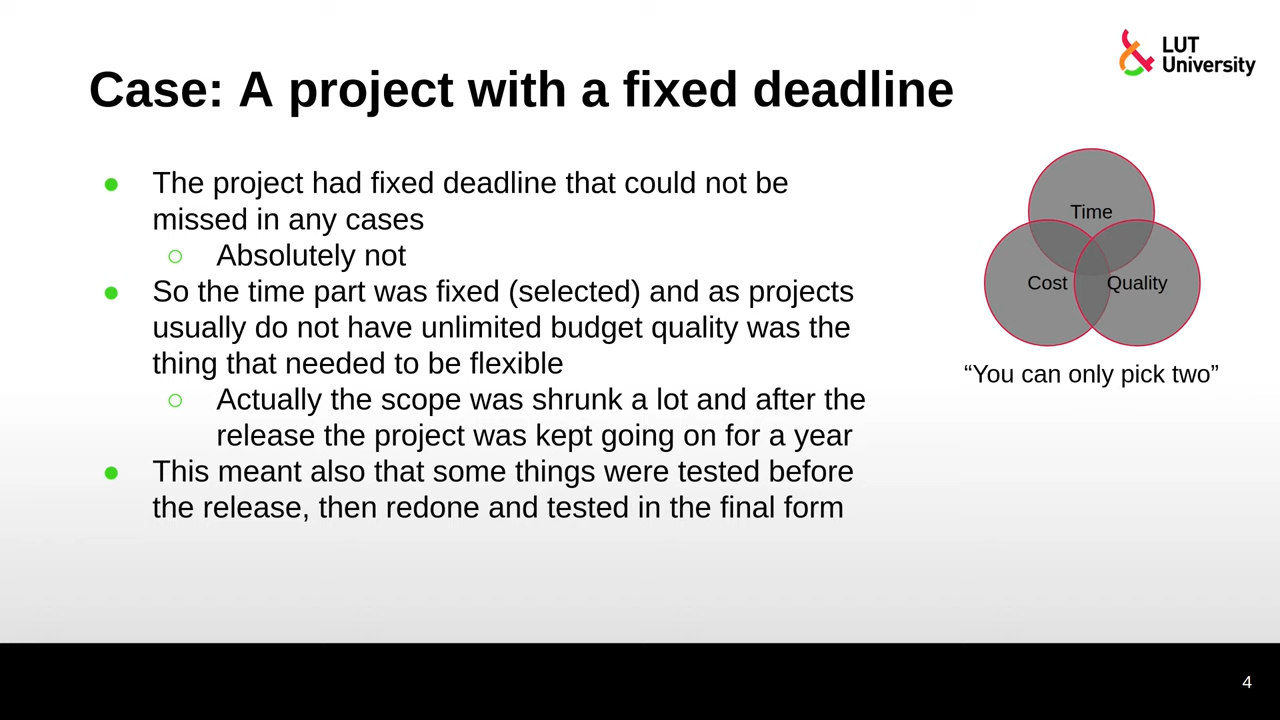 LUT
University
Case: A project with a fixed deadline
● The project had fixed deadline that could not be
missed in any cases
○ Absolutely not
● So the time part was fixed (selected) and as projects
usually do not have unlimited budget quality was the
thing that needed to be flexible
○ Actually the scope was shrunk a lot and after the
release the project was kept going on for a year
● This meant also that some things were tested before
the release, then redone and tested in the final form
Time
Cost
Quality
“You can only pick two”
4